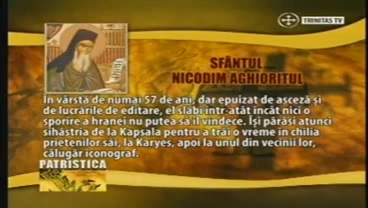 TRINITAS TV
SFÂNTUL
NICODIM AGHIORITUL
În vârstă de numai 57 de ani, dar epuizat de asceză și
de lucrările de editare, el slăbi într-atât încât nici o
sporire a hranei nu putea să îl vindece. Își părăsi atunci
sihăstria de la Kapsala pentru a trăi o vreme în chilia
prietenilor săi, la Karyes, apoi la unul din vecinii lor,
călugăr iconograf.
PATRISTICA